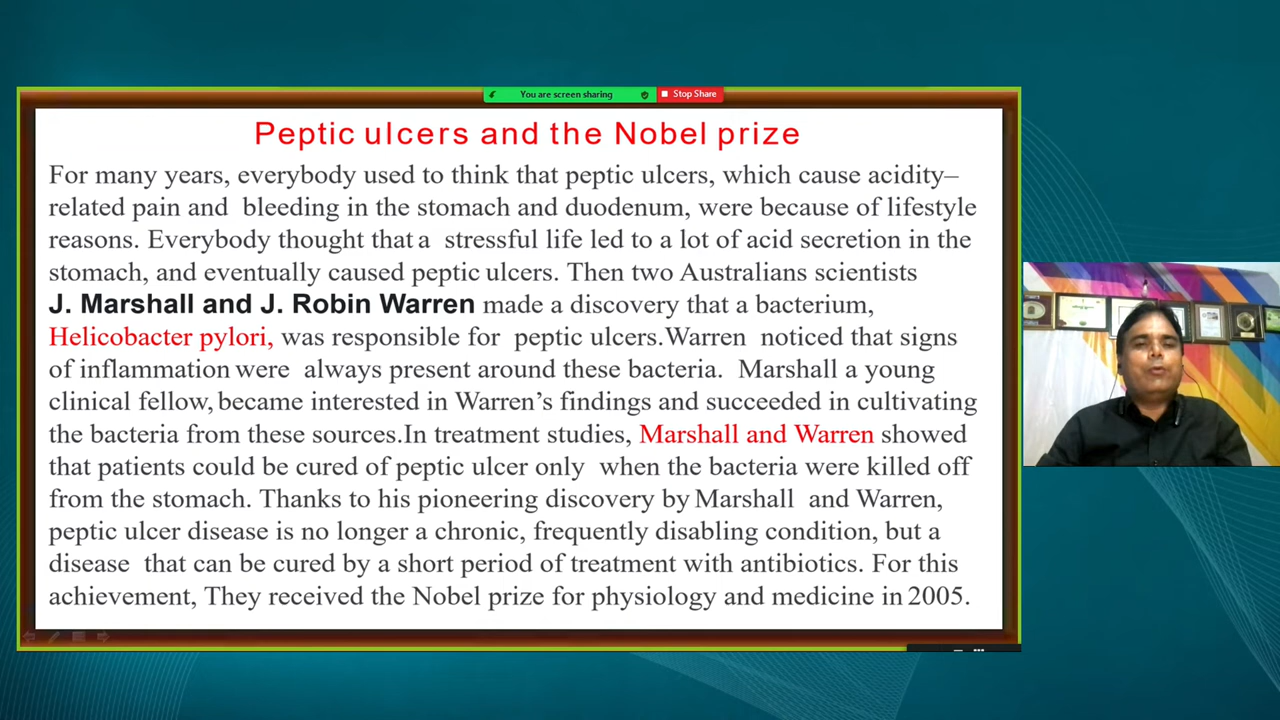 You are screen sharing
Stop Share
Peptic ulcers and the Nobel prize
For many years, everybody used to think that peptic ulcers, which cause acidity–
related pain and bleeding in the stomach and duodenum, were because of lifestyle
reasons. Everybody thought that a stressful life led to a lot of acid secretion in the
stomach, and eventually caused peptic ulcers. Then two Australians scientists
J. Marshall and J. Robin Warren made a discovery that a bacterium,
Helicobacter pylori, was responsible for peptic ulcers.Warren noticed that signs
of inflammation were always present around these bacteria. Marshall a young
clinical fellow, became interested in Warren’s findings and succeeded in cultivating
the bacteria from these sources.In treatment studies, Marshall and Warren showed
that patients could be cured of peptic ulcer only when the bacteria were killed off
from the stomach. Thanks to his pioneering discovery by Marshall and Warren,
peptic ulcer disease is no longer a chronic, frequently disabling condition, but a
disease that can be cured by a short period of treatment with antibiotics. For this
achievement, They received the Nobel prize for physiology and medicine in 2005.